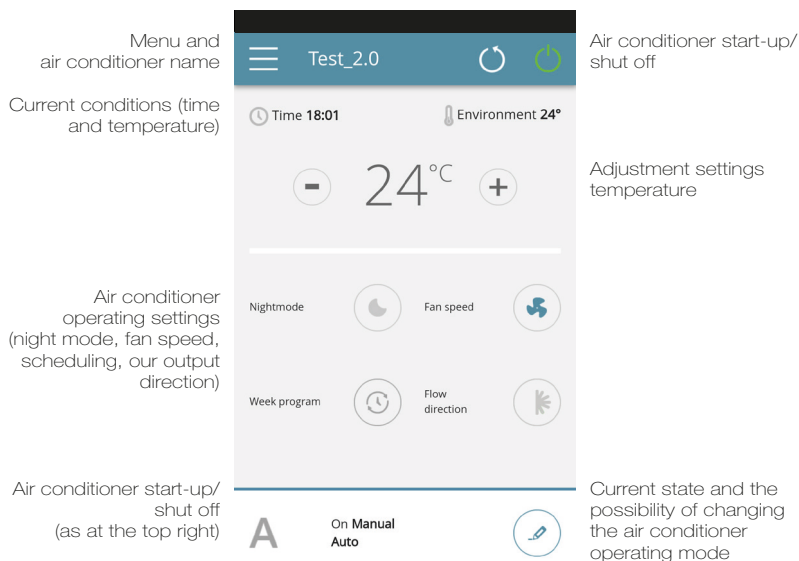 Menu and
air conditioner name
Test_2.0
Air conditioner start-up/
shut off
Current conditions (time
and temperature)
Time 18:01
Environment 24°
24°C
Adjustment settings
temperature
Air conditioner
operating settings
(night mode, fan speed,
scheduling, our output
direction)
Nightmode
Fan speed
Week program
Flow
direction
Air conditioner start-up/
shut off
(as at the top right)
A
On Manual
Auto
Current state and the
possibility of changing
the air conditioner
operating mode